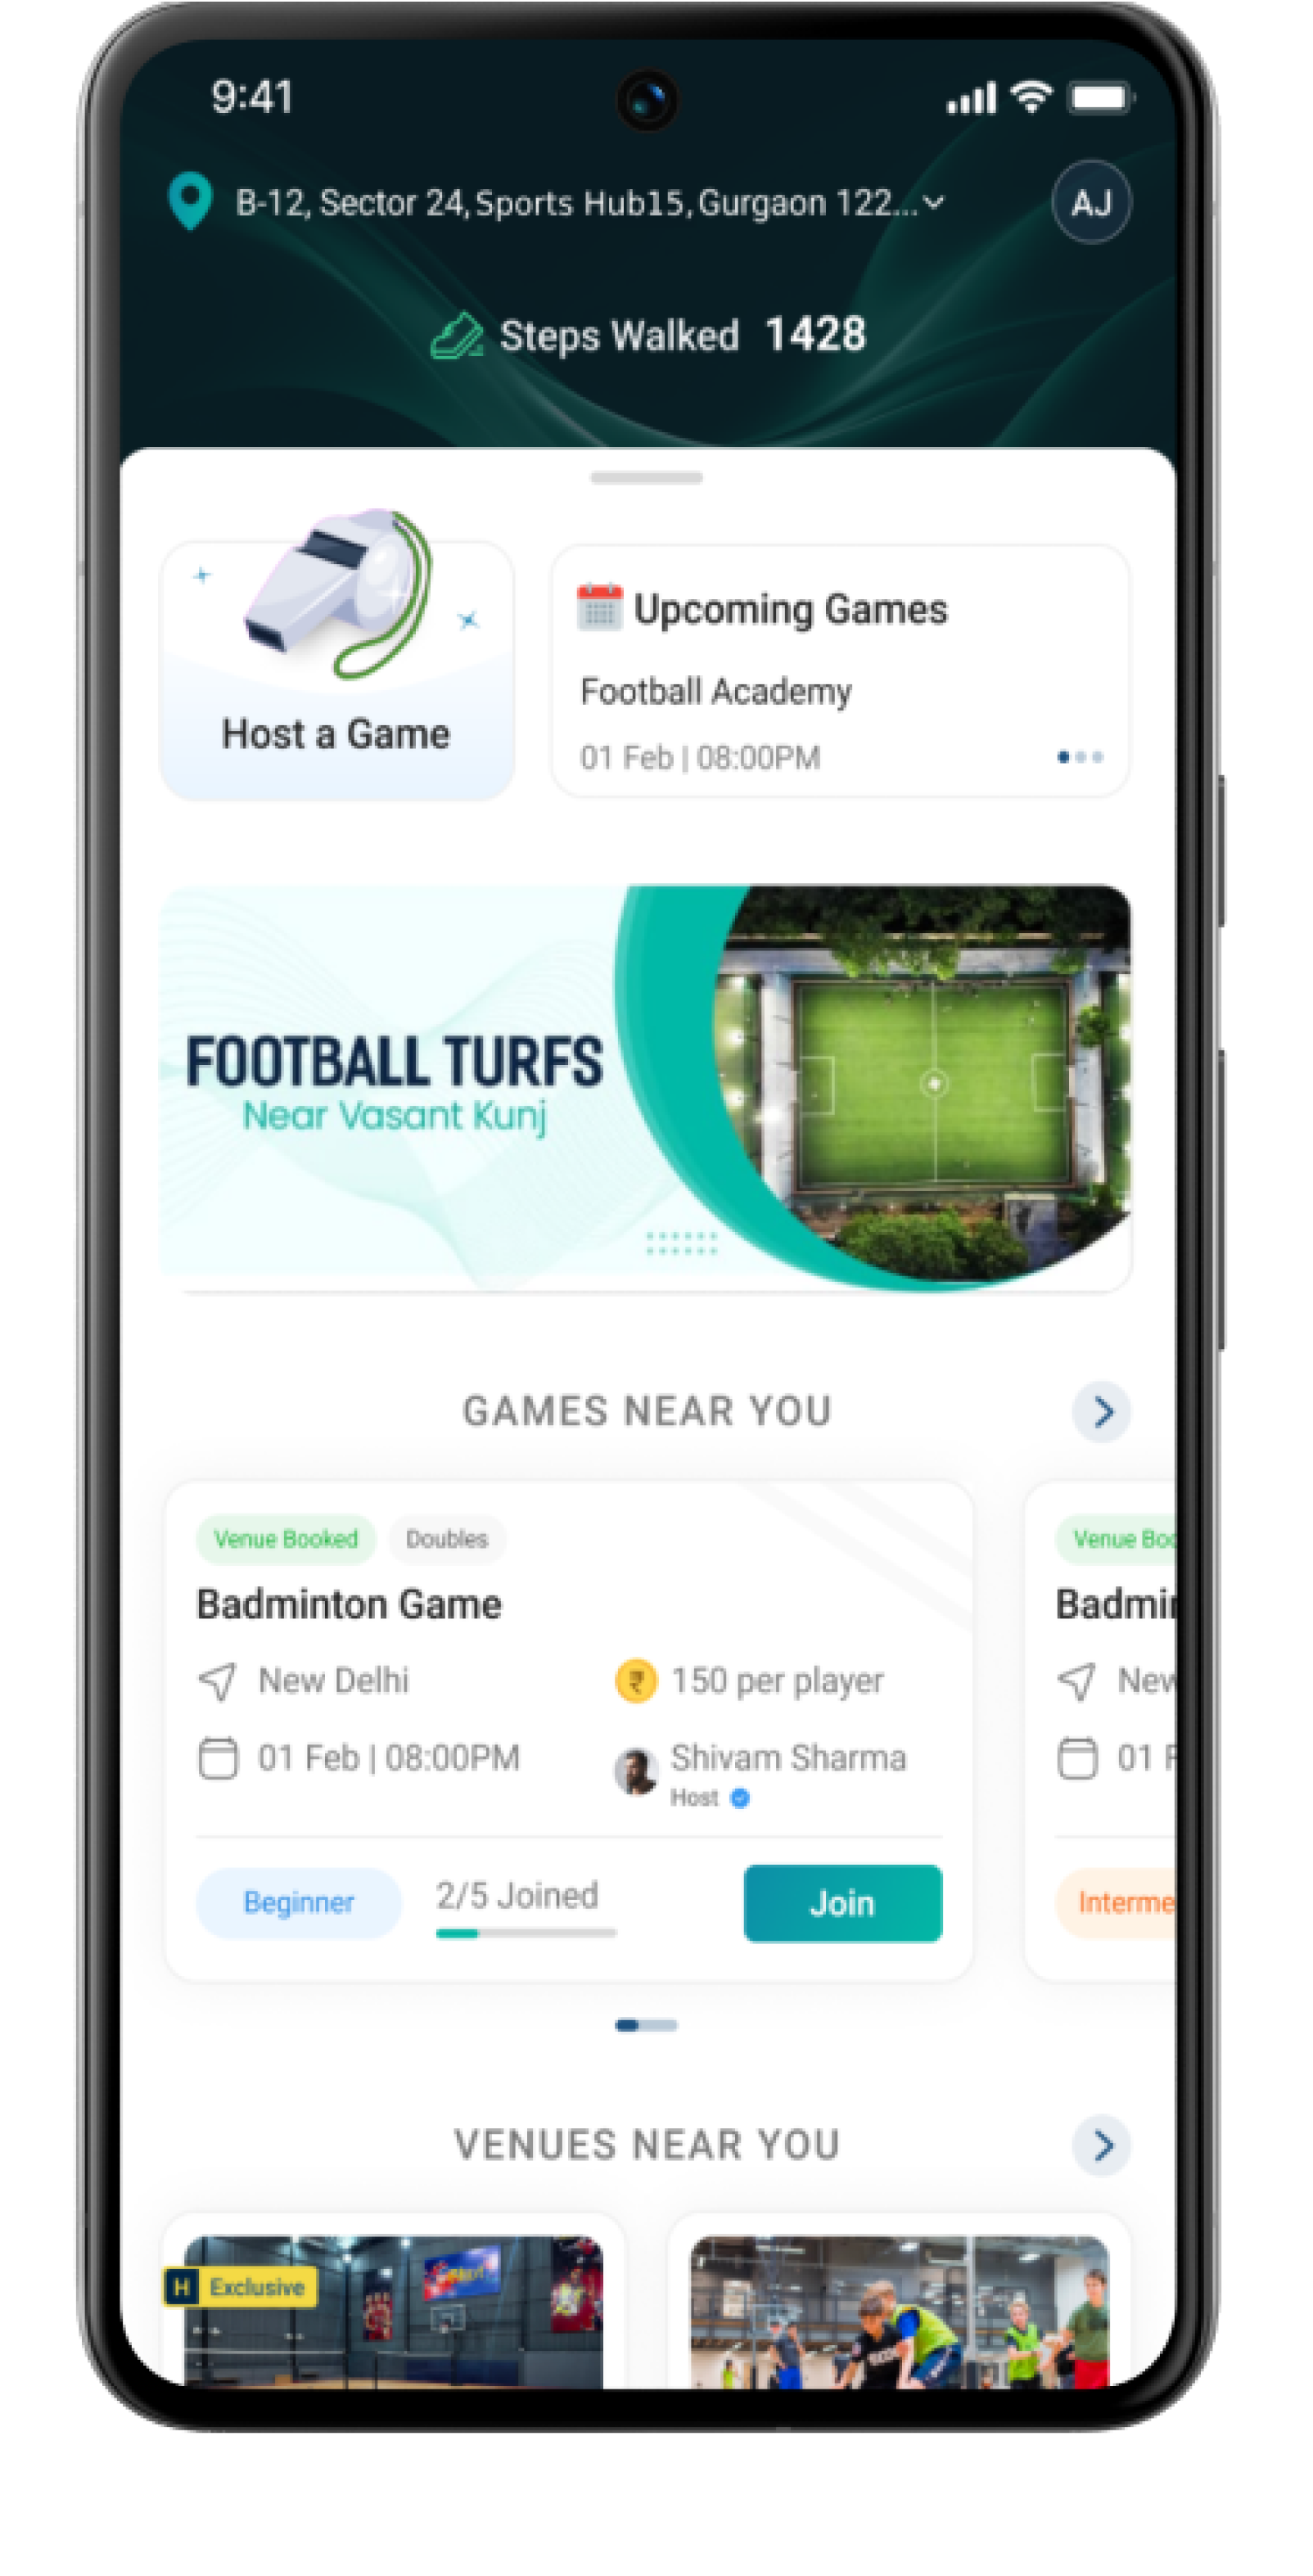 9:41
B-12, Sector 24, Sports Hub15, Gurgaon 122...
AJ
Steps Walked 1428
Host a Game
Upcoming Games
Football Academy
01 Feb | 08:00PM
FOOTBALL TURFS
Near Vasant Kunj
GAMES NEAR YOU
Venue Booked
Doubles
Badminton Game
New Delhi
₹ 150 per player
01 Feb | 08:00PM
Shivam Sharma
Host
Beginner
2/5 Joined
Join
Venue Boo
Badmin
New
01 F
Interme
VENUES NEAR YOU
H Exclusive